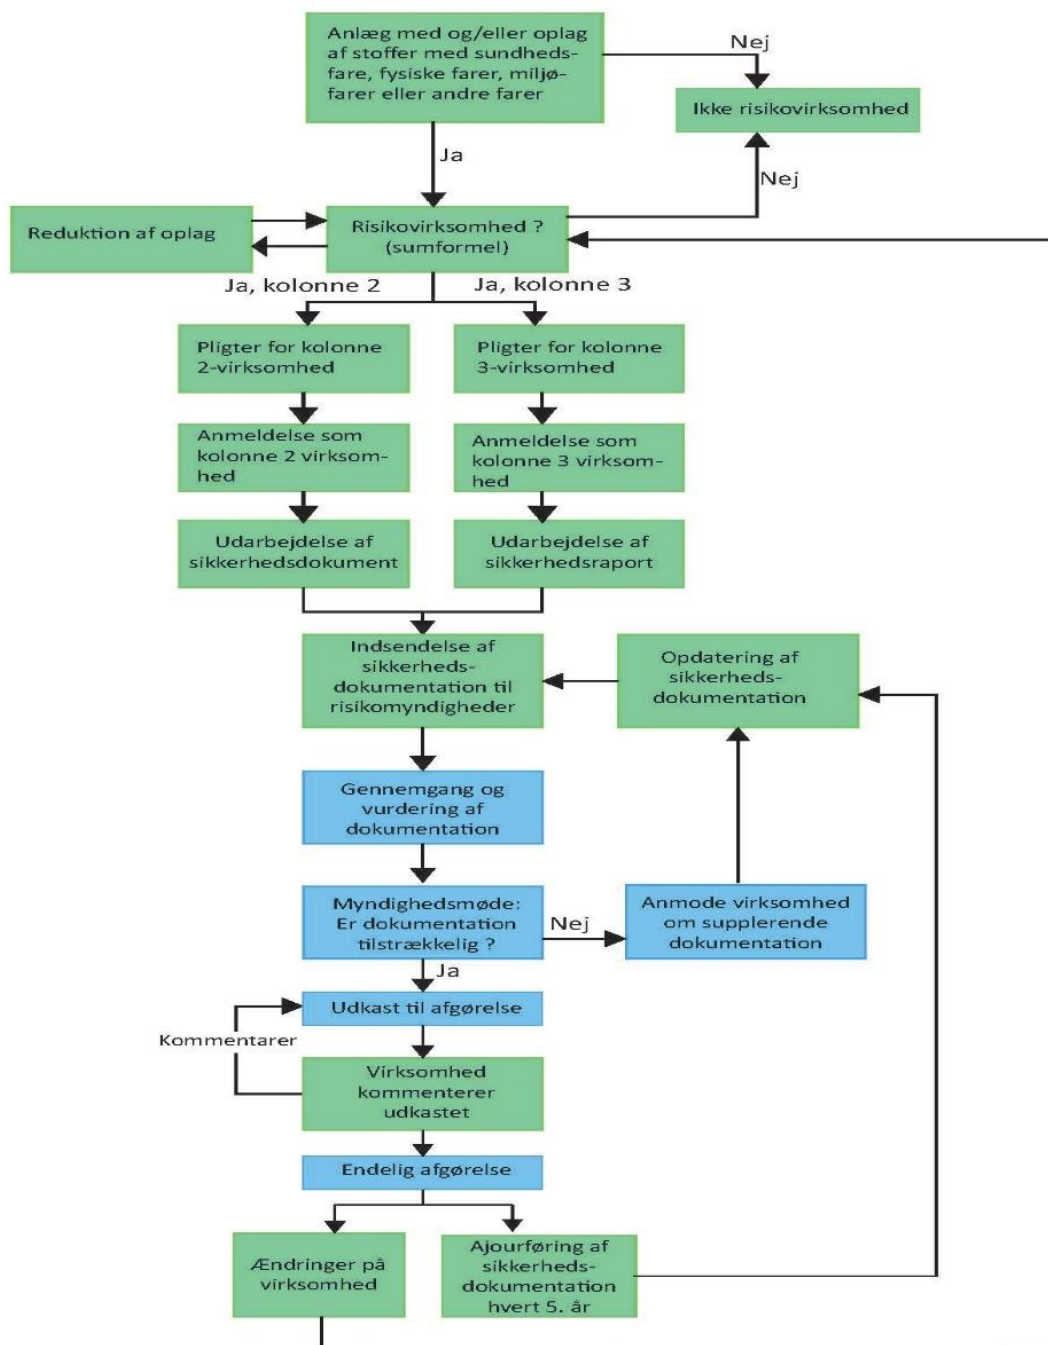 Anlæg med og/eller oplag
af stoffer med sundheds-
fare, fysiske farer, miljø-
farer eller andre farer
Nej
Ikke risikovirksomhed
Ja
Nej
Reduktion af oplag
Risikovirksomhed ?
(sumformel)
Ja, kolonne 2
Ja, kolonne 3
Pligter for kolonne
2-virksomhed
Pligter for kolonne
3-virksomhed
Anmeldelse som
kolonne 2 virksom-
hed
Anmeldelse som
kolonne 3 virksom-
hed
Udarbejdelse af
sikkerhedsdokument
Udarbejdelse af
sikkerhedsraport
Indsendelse af
sikkerheds-
dokumentation til
risikomyndigheder
Opdatering af
sikkerheds-
dokumentation
Gennemgang og
vurdering af
dokumentation
Myndighedsmøde:
Er dokumentation
tilstrækkelig ?
Nej
Anmode virksomhed
om supplerende
dokumentation
Ja
Udkast til afgørelse
Kommentarer
Virksomhed
kommenterer
udkastet
Endelig afgørelse
Ændringer på
virksomhed
Ajourføring af
sikkerheds-
dokumentation
hvert 5. år